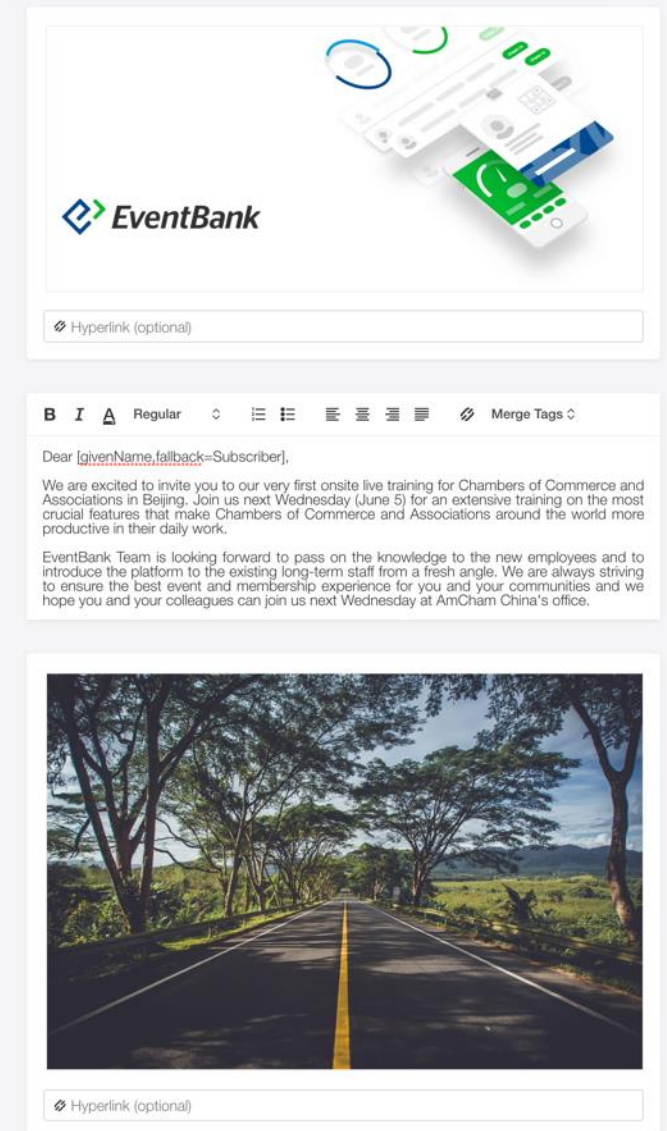 EventBank
Hyperlink (optional)
B I A Regular Merge Tags
Dear [givenName,fallback=Subscriber],
We are excited to invite you to our very first onsite live training for Chambers of Commerce and
Associations in Beijing. Join us next Wednesday (June 5) for an extensive training on the most
crucial features that make Chambers of Commerce and Associations around the world more
productive in their daily work.
EventBank Team is looking forward to pass on the knowledge to the new employees and to
introduce the platform to the existing long-term staff from a fresh angle. We are always striving
to ensure the best event and membership experience for you and your communities and we
hope you and your colleagues can join us next Wednesday at AmCham China's office.
Hyperlink (optional)